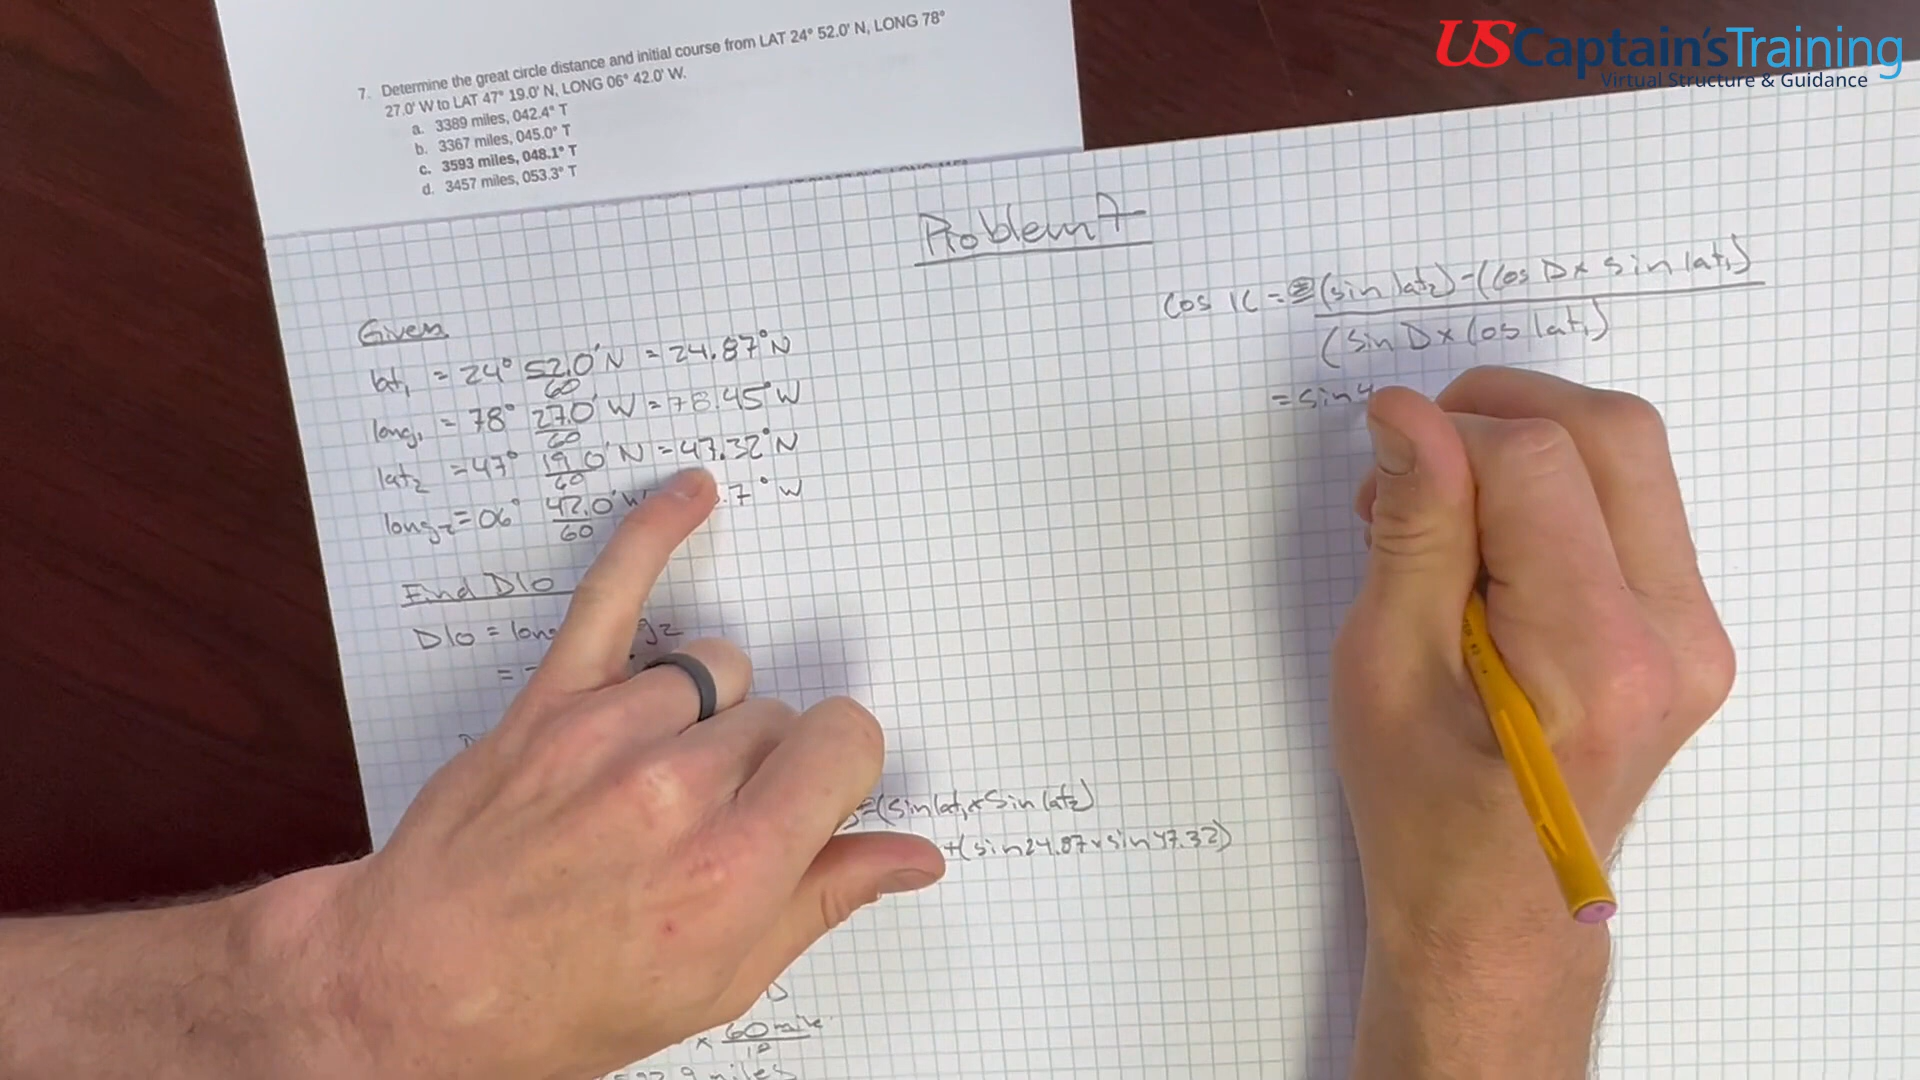 USCaptain'sTraining
Virtual Structure & Guidance
7. Determine the great circle distance and initial course from LAT 24° 52.0' N, LONG 78°
27.0' W to LAT 47° 19.0' N, LONG 06° 42.0' W.
a. 3389 miles, 042.4° T
b. 3367 miles, 045.0° T
c. 3593 miles, 048.1° T
d. 3457 miles, 053.3° T
Problem 7
Given
lat₁ = 24° 52.0'/60 N = 24.87°N
long₁ = 78° 27.0'/60 W = 78.45°W
lat₂ = 47° 19.0'/60 N = 47.32°N
long₂ = 06° 42.0'/60 W .7°W
Find Dlo
Dlo = long
=
=(sin lat₁ x sin lat₂)
+(sin 24.87 x sin 47.32)
D
x 60 mile
miles
cos IC = (sin lat₂) - (cos D x sin lat₁)
(sin D x cos lat₁)
= sin 4